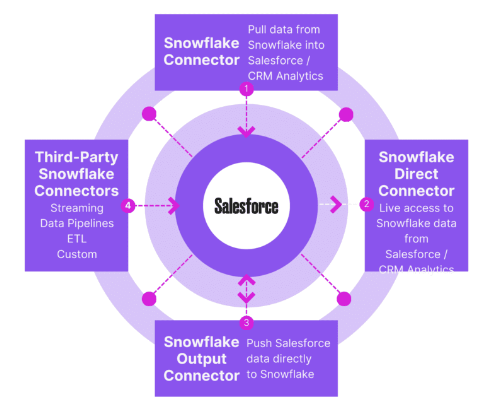 Snowflake
Connector
Pull data from
Snowflake into
Salesforce /
CRM Analytics
1
Third-Party
Snowflake
Connectors
Streaming
Data Pipelines
ETL
Custom
4
Salesforce
Snowflake
Direct
Connector
2
Live access to
Snowflake data
from
Salesforce /
CRM Analytics
3
Snowflake
Output
Connector
Push Salesforce
data directly
to Snowflake